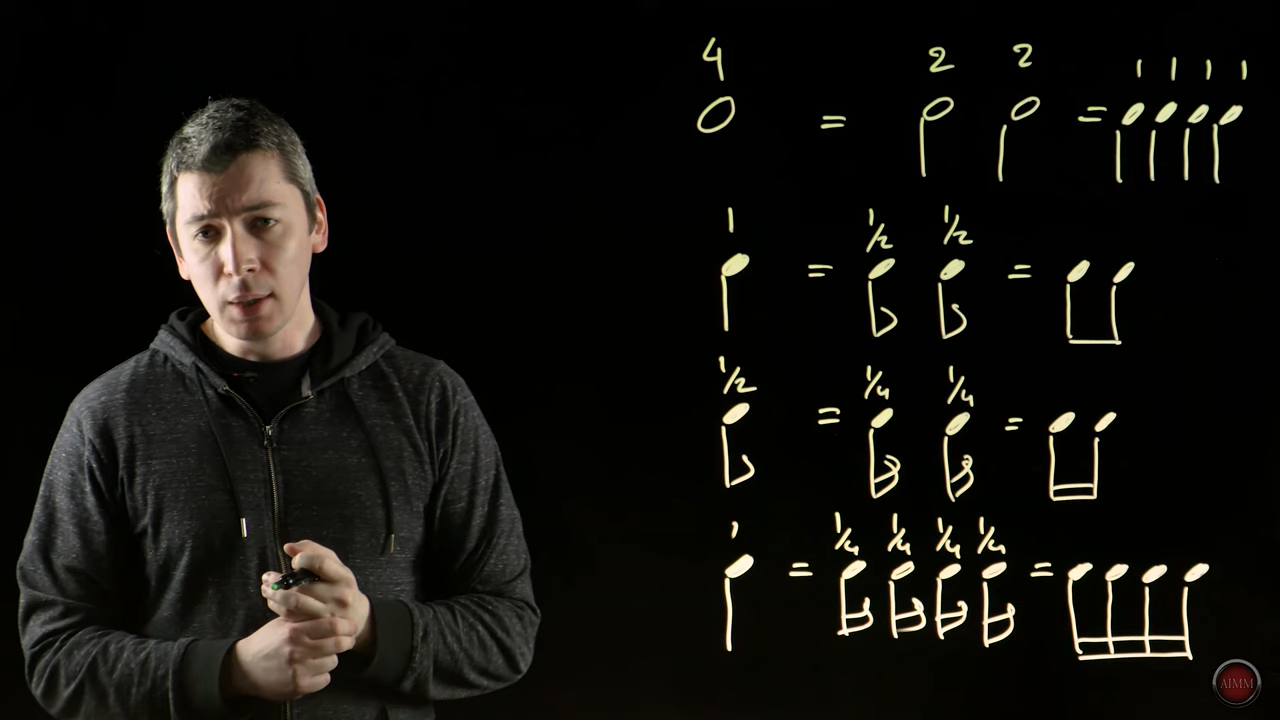 4 2 2 1 1 1 1
= =
1 1/2 1/2
= =
1/2 1/4 1/4
= =
1 1/4 1/4 1/4 1/4
= =
AIMM